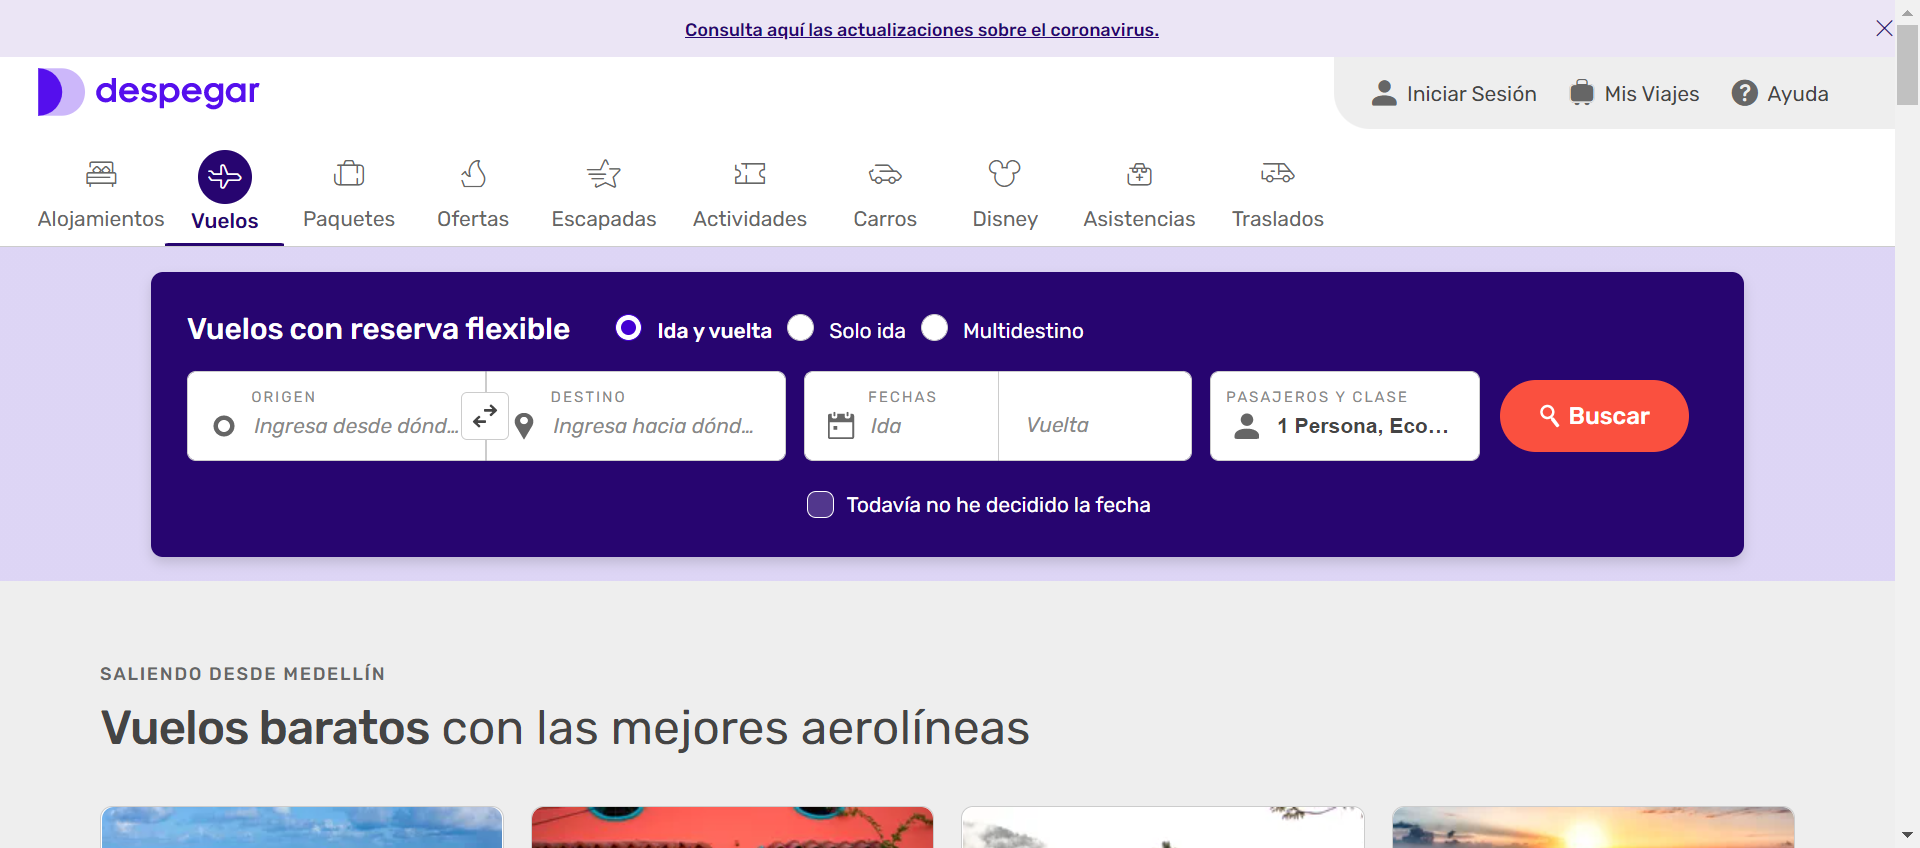 Consulta aquí las actualizaciones sobre el coronavirus.
despegar
Iniciar Sesión
Mis Viajes
Ayuda
Alojamientos
Vuelos
Paquetes
Ofertas
Escapadas
Actividades
Carros
Disney
Asistencias
Traslados
Vuelos con reserva flexible
Ida y vuelta
Solo ida
Multidestino
ORIGEN
Ingresa desde dónd...
DESTINO
Ingresa hacia dónd...
FECHAS
Ida
Vuelta
PASAJEROS Y CLASE
1 Persona, Eco...
Buscar
Todavía no he decidido la fecha
SALIENDO DESDE MEDELLÍN
Vuelos baratos con las mejores aerolíneas